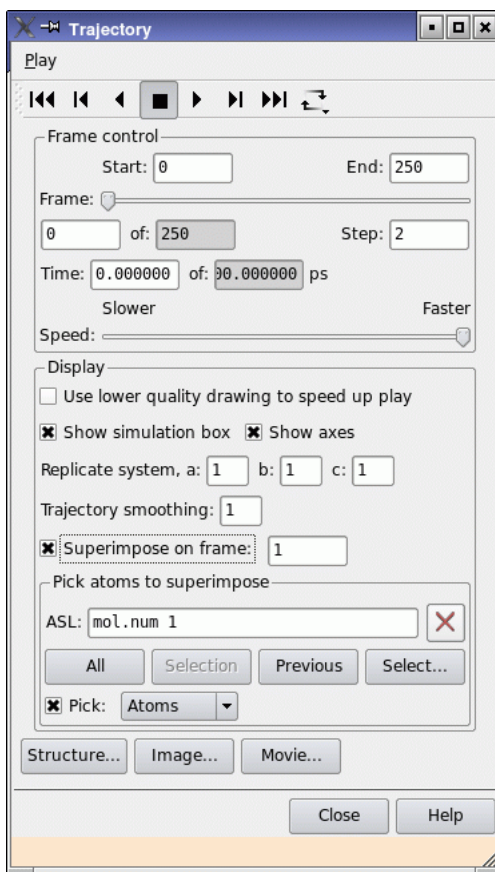 Trajectory
Play
Frame control
Start: 0 End: 250
Frame:
0 of: 250 Step: 2
Time: 0.000000 of: 00.000000 ps
Slower Faster
Speed:
Display
Use lower quality drawing to speed up play
Show simulation box Show axes
Replicate system, a: 1 b: 1 c: 1
Trajectory smoothing: 1
Superimpose on frame: 1
Pick atoms to superimpose
ASL: mol.num 1
All Selection Previous Select...
Pick: Atoms
Structure... Image... Movie...
Close Help